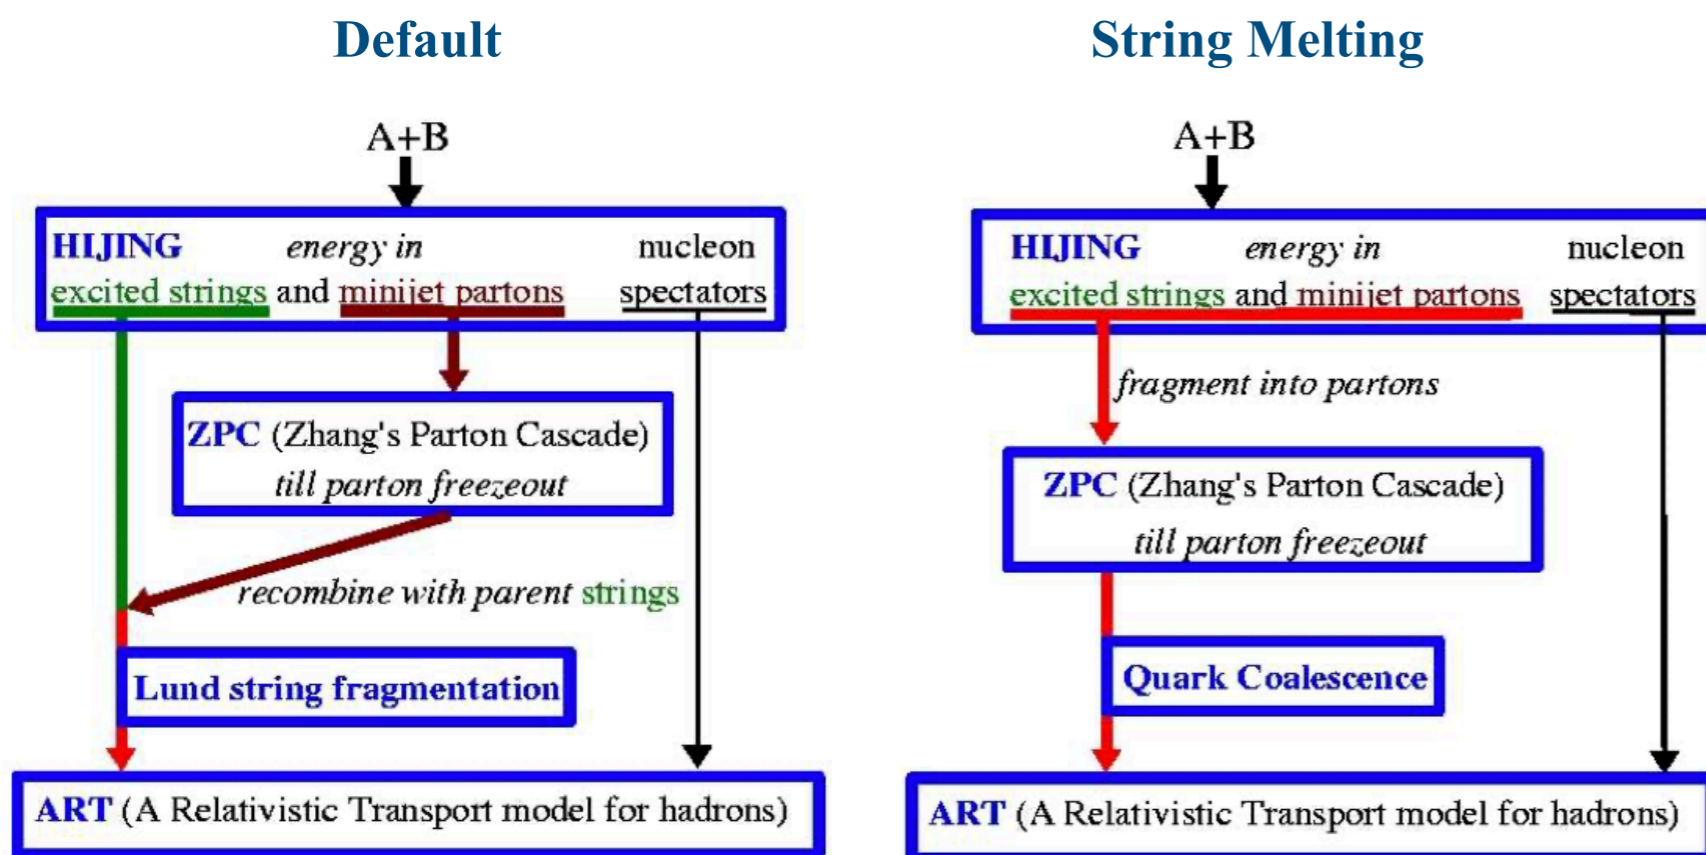 Default
A+B
HIJING energy in nucleon
excited strings and minijet partons spectators
ZPC (Zhang's Parton Cascade)
till parton freezeout
recombine with parent strings
Lund string fragmentation
ART (A Relativistic Transport model for hadrons)
String Melting
A+B
HIJING energy in nucleon
excited strings and minijet partons spectators
fragment into partons
ZPC (Zhang's Parton Cascade)
till parton freezeout
Quark Coalescence
ART (A Relativistic Transport model for hadrons)